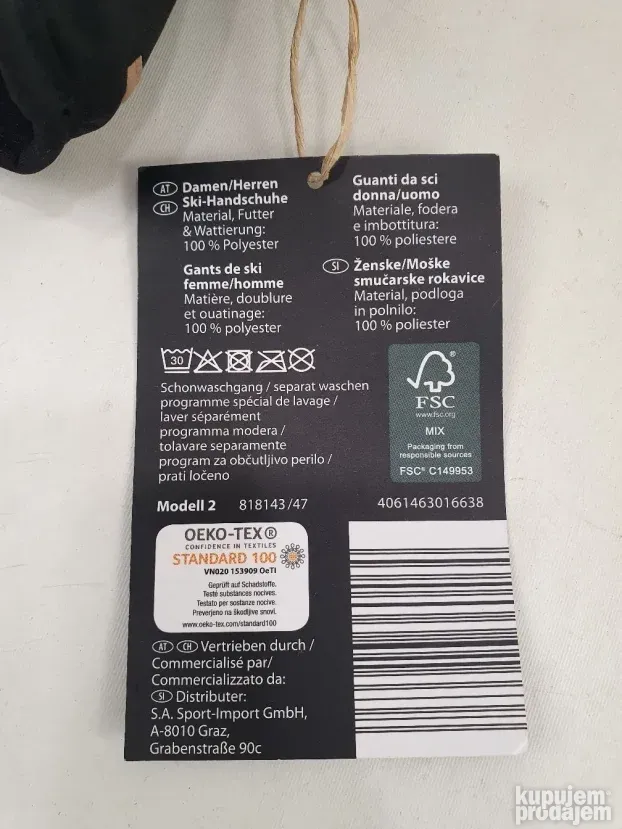 AT Damen/Herren
CH Ski-Handschuhe
Material, Futter
& Wattierung:
100 % Polyester
Gants de ski
femme/homme
Matière, doublure
et ouatinage:
100 % polyester
Guanti da sci
donna/uomo
Materiale, fodera
e imbottitura:
100 % poliestere
SI Ženske/Moške
smučarske rokavice
Material, podloga
in polnilo:
100 % poliester
30
Schonwaschgang / separat waschen
programme spécial de lavage /
laver séparément
programma modera /
tolavare separamente
program za občutljivo perilo /
prati ločeno
FSC
www.fsc.org
MIX
Packaging from
responsible sources
FSC® C149953
Modell 2 818143/47
4061463016638
OEKO-TEX®
CONFIDENCE IN TEXTILES
STANDARD 100
VN020 153909 OeTI
Geprüft auf Schadstoffe.
Testé substances nocives.
Testato per sostanze nocive.
Preverjeno na škodljive snovi.
www.oeko-tex.com/standard100
AT CH Vertrieben durch /
Commercialisé par/
Commercializzato da:
SI Distributer:
S.A. Sport-Import GmbH,
A-8010 Graz,
Grabenstraße 90c
kupujem
prodajem